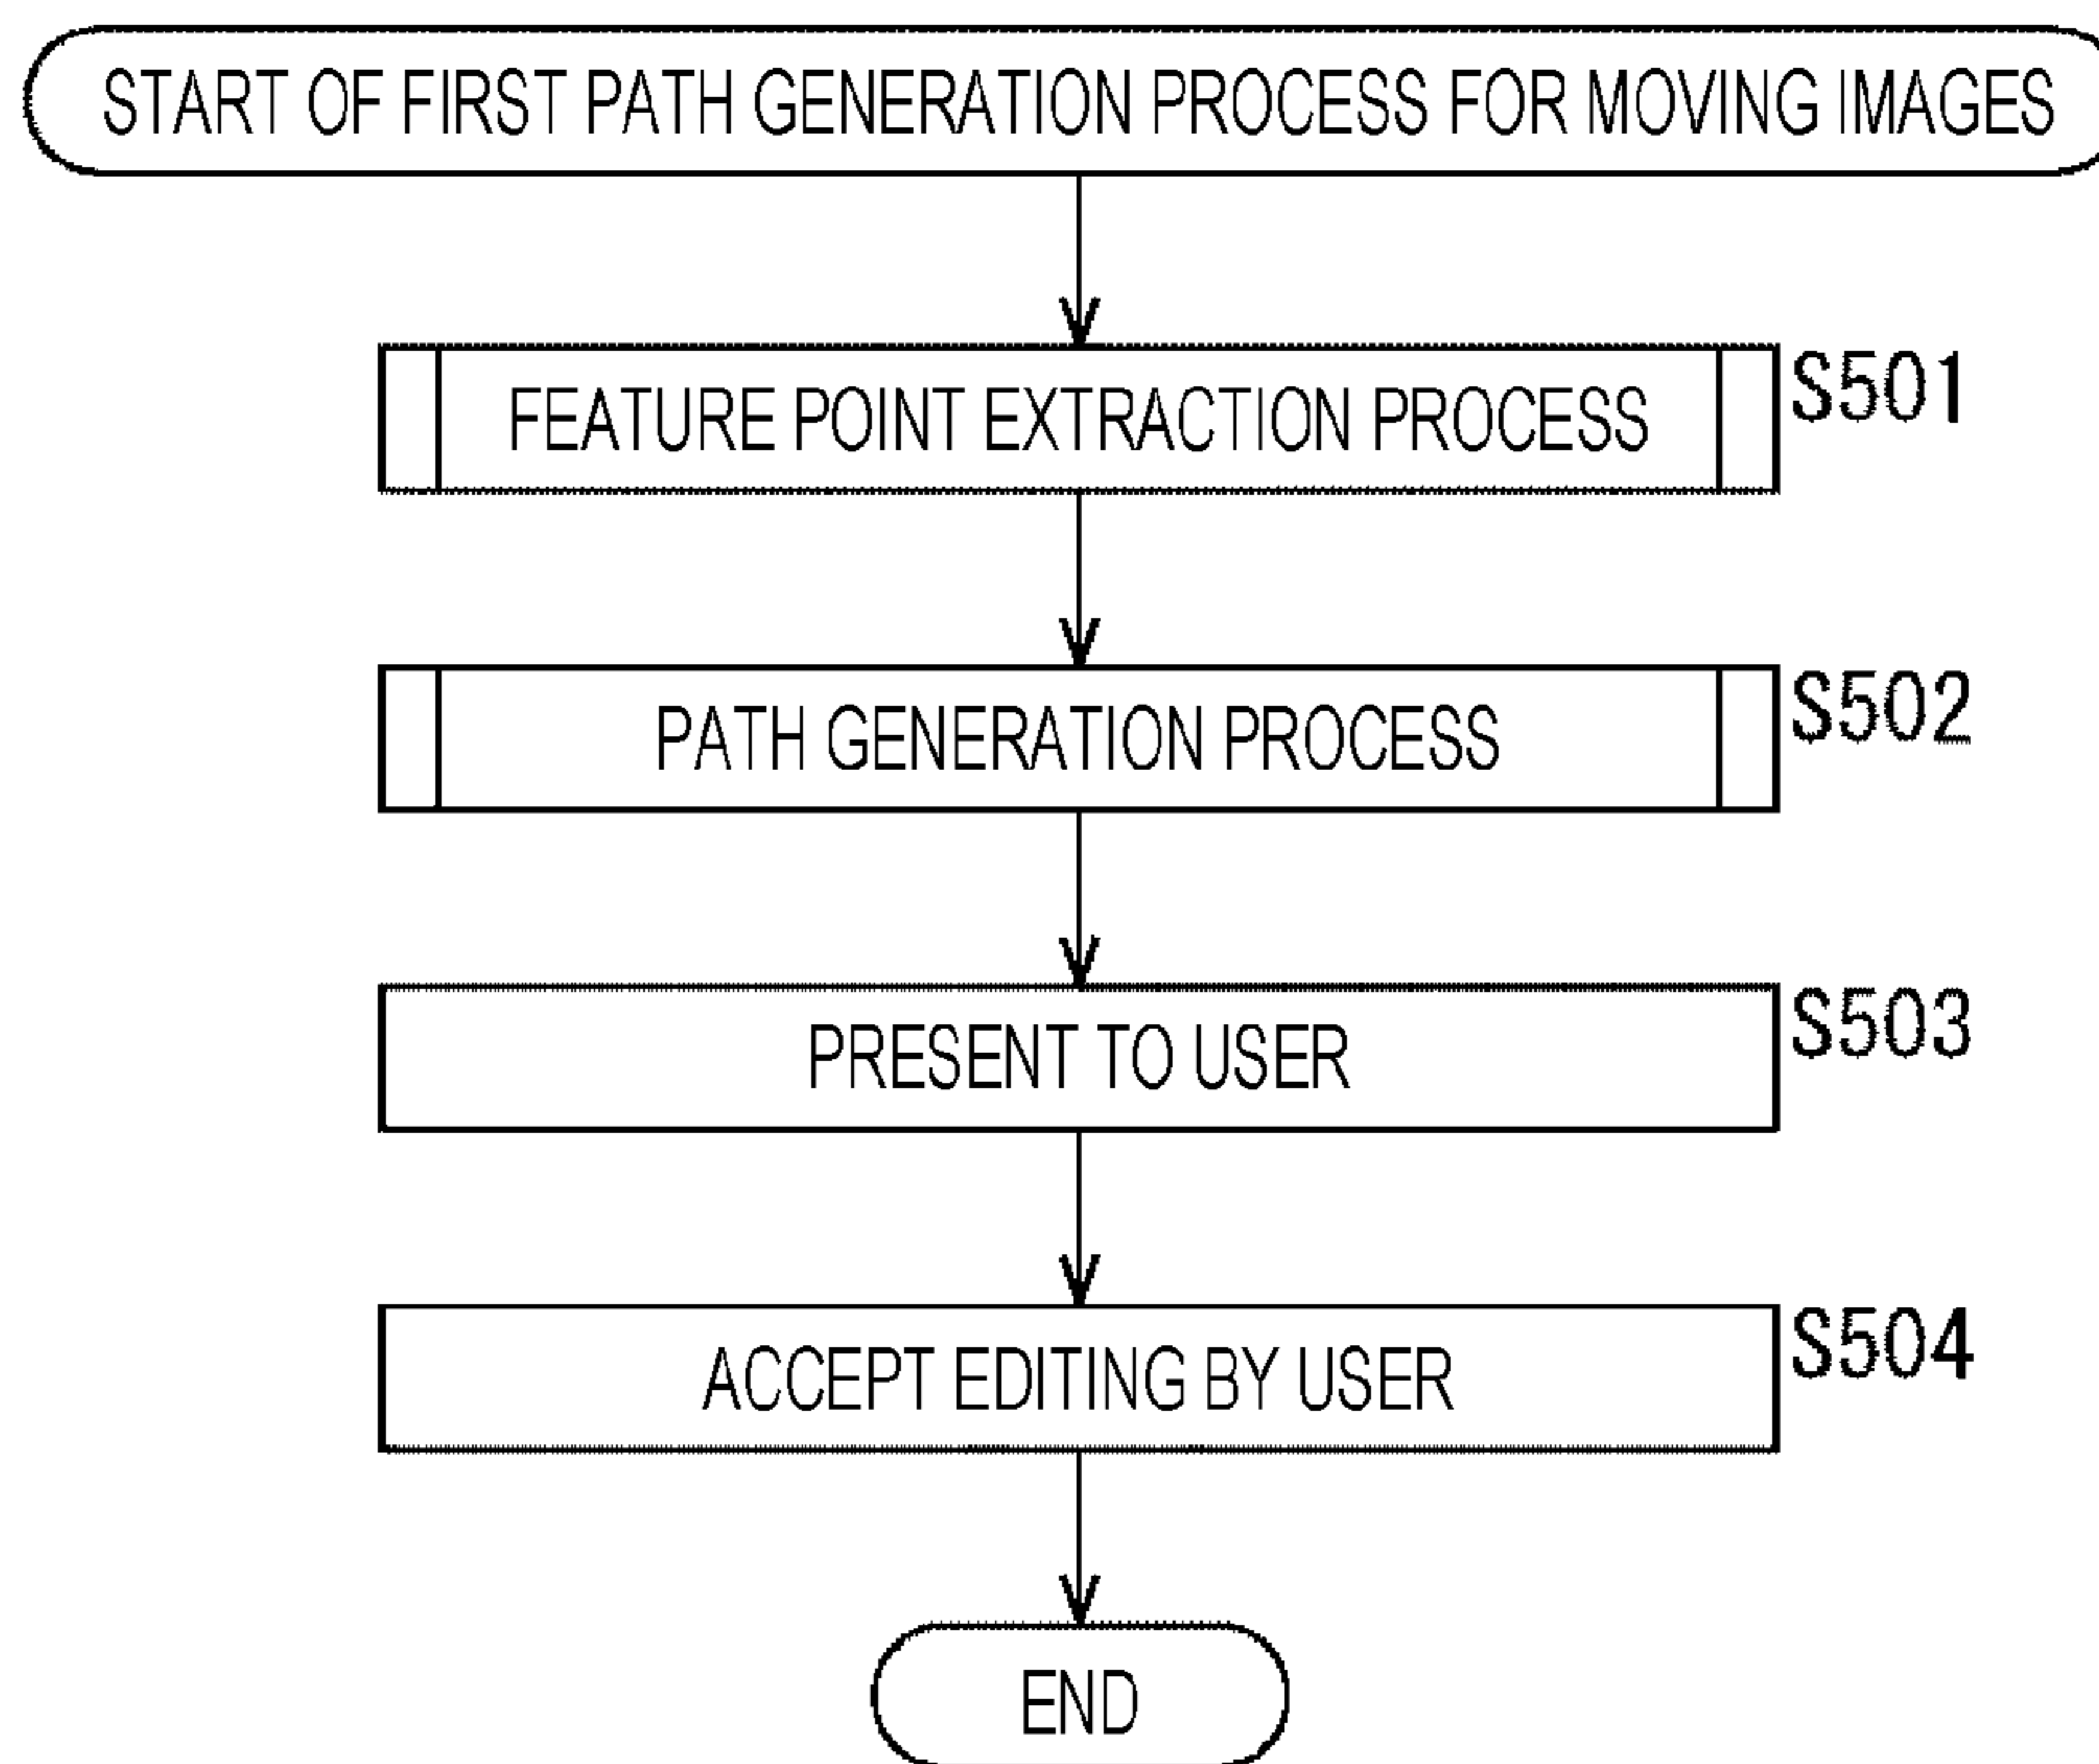 START OF FIRST PATH GENERATION PROCESS FOR MOVING IMAGES
FEATURE POINT EXTRACTION PROCESS S501
PATH GENERATION PROCESS S502
PRESENT TO USER S503
ACCEPT EDITING BY USER S504
END